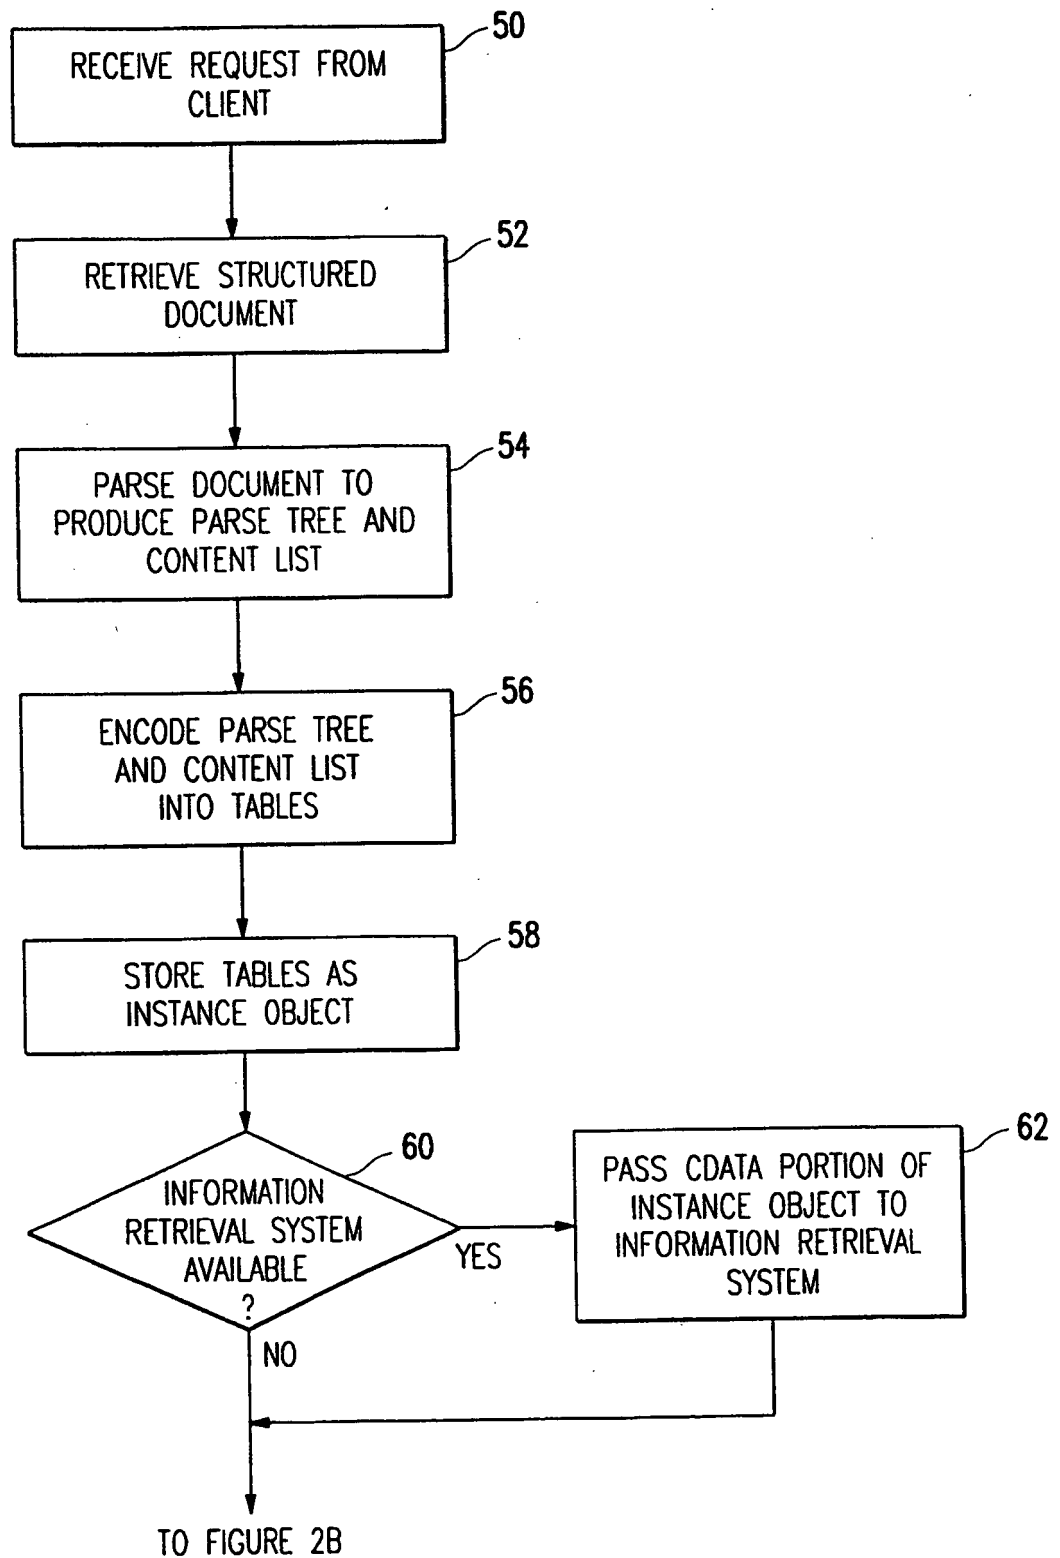 50
RECEIVE REQUEST FROM
CLIENT
52
RETRIEVE STRUCTURED
DOCUMENT
54
PARSE DOCUMENT TO
PRODUCE PARSE TREE AND
CONTENT LIST
56
ENCODE PARSE TREE
AND CONTENT LIST
INTO TABLES
58
STORE TABLES AS
INSTANCE OBJECT
60
INFORMATION
RETRIEVAL SYSTEM
AVAILABLE
?
YES
NO
62
PASS CDATA PORTION OF
INSTANCE OBJECT TO
INFORMATION RETRIEVAL
SYSTEM
TO FIGURE 2B